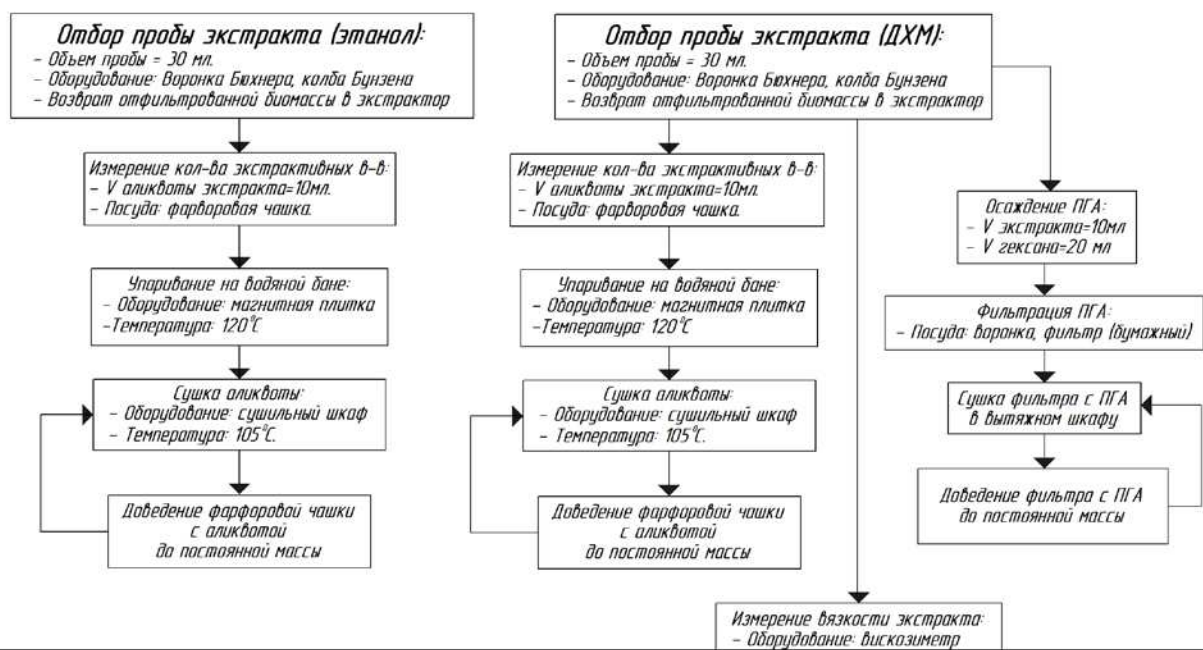 Отбор пробы экстракта (этанол):
- Объем пробы = 30 мл.
- Оборудование: Воронка Бюхнера, колба Бунзена
- Возврат отфильтрованной биомассы в экстрактор
Измерение кол-ва экстрактивных в-в:
- V аликвоты экстракта=10мл.
- Посуда: фарворовая чашка.
Упаривание на водяной бане:
- Оборудование: магнитная плитка
-Температура: 120°C
Сушка аликвоты:
- Оборудование: сушильный шкаф
- Температура: 105°C.
Доведение фарфоровой чашки
с аликвотой
до постоянной массы
Отбор пробы экстракта (ДХМ):
- Объем пробы = 30 мл.
- Оборудование: Воронка Бюхнера, колба Бунзена
- Возврат отфильтрованной биомассы в экстрактор
Измерение кол-ва экстрактивных в-в:
- V аликвоты экстракта=10мл.
- Посуда: фарворовая чашка.
Упаривание на водяной бане:
- Оборудование: магнитная плитка
-Температура: 120°C
Сушка аликвоты:
- Оборудование: сушильный шкаф
- Температура: 105°C.
Доведение фарфоровой чашки
с аликвотой
до постоянной массы
Осаждение ПГА:
- V экстракта=10мл
- V гексана=20 мл
Фильтрация ПГА:
- Посуда: воронка, фильтр (бумажный)
Сушка фильтра с ПГА
в вытяжном шкафу
Доведение фильтра с ПГА
до постоянной массы
Измерение вязкости экстракта:
- Оборудование: вискозиметр